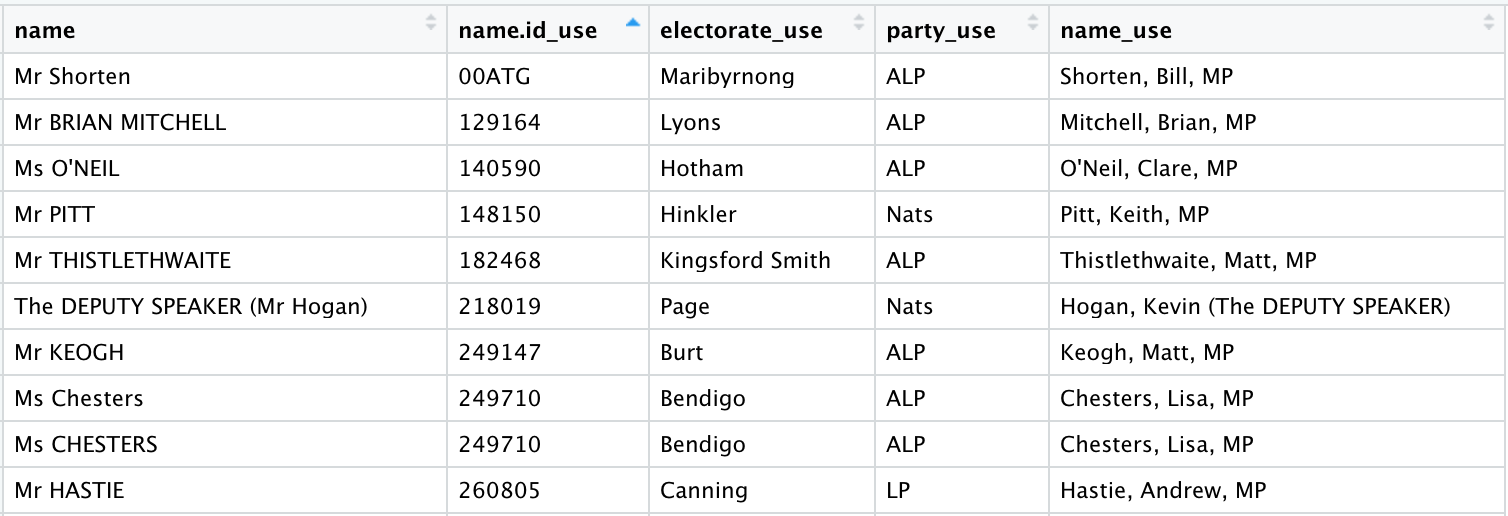 name name.id_use electorate_use party_use name_use
Mr Shorten 00ATG Maribyrnong ALP Shorten, Bill, MP
Mr BRIAN MITCHELL 129164 Lyons ALP Mitchell, Brian, MP
Ms O'NEIL 140590 Hotham ALP O'Neil, Clare, MP
Mr PITT 148150 Hinkler Nats Pitt, Keith, MP
Mr THISTLETHWAITE 182468 Kingsford Smith ALP Thistlethwaite, Matt, MP
The DEPUTY SPEAKER (Mr Hogan) 218019 Page Nats Hogan, Kevin (The DEPUTY SPEAKER)
Mr KEOGH 249147 Burt ALP Keogh, Matt, MP
Ms Chesters 249710 Bendigo ALP Chesters, Lisa, MP
Ms CHESTERS 249710 Bendigo ALP Chesters, Lisa, MP
Mr HASTIE 260805 Canning LP Hastie, Andrew, MP